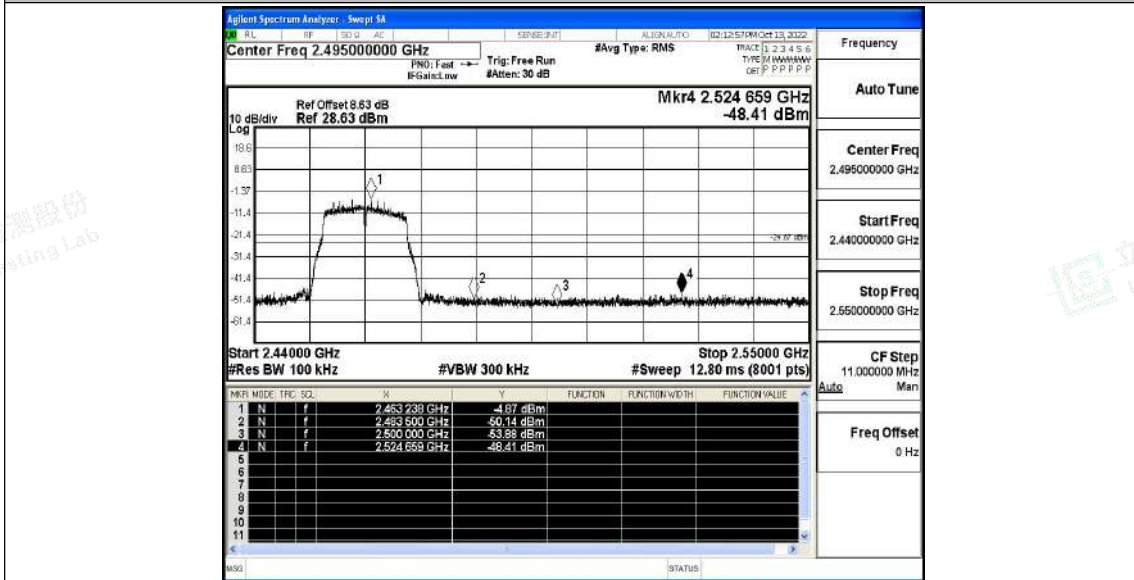 Agilent Spectrum Analyzer - Swept SA
RL RF 50 Ω AC SENSE:INT ALIGNAUTO 02:12:57PM Oct 13, 2022
Center Freq 2.495000000 GHz
#Avg Type: RMS
TRACE 1 2 3 4 5 6
TYPE
DET P P P P P P
PNO: Fast
IFGain:Low
Trig: Free Run
#Atten: 30 dB
Mkr4 2.524 659 GHz
-48.41 dBm
Ref Offset 8.63 dB
10 dB/div Ref 28.63 dBm
Log
18.6
8.63
-1.37
-11.4
-21.4
-31.4
-41.4
-51.4
-61.4
1
2
3
4
Start 2.44000 GHz
Stop 2.55000 GHz
#Res BW 100 kHz
#VBW 300 kHz
#Sweep 12.80 ms (8001 pts)
MKR MODE TRC SCL X Y FUNCTION FUNCTION WIDTH FUNCTION VALUE
1 N f 2.463 238 GHz -4.87 dBm
2 N f 2.483 500 GHz -50.14 dBm
3 N f 2.500 000 GHz -53.88 dBm
4 N f 2.524 659 GHz -48.41 dBm
5
6
7
8
9
10
11
MSG
STATUS
Frequency
Auto Tune
Center Freq
2.495000000 GHz
Start Freq
2.440000000 GHz
Stop Freq
2.550000000 GHz
CF Step
11.000000 MHz
Auto Man
Freq Offset
0 Hz